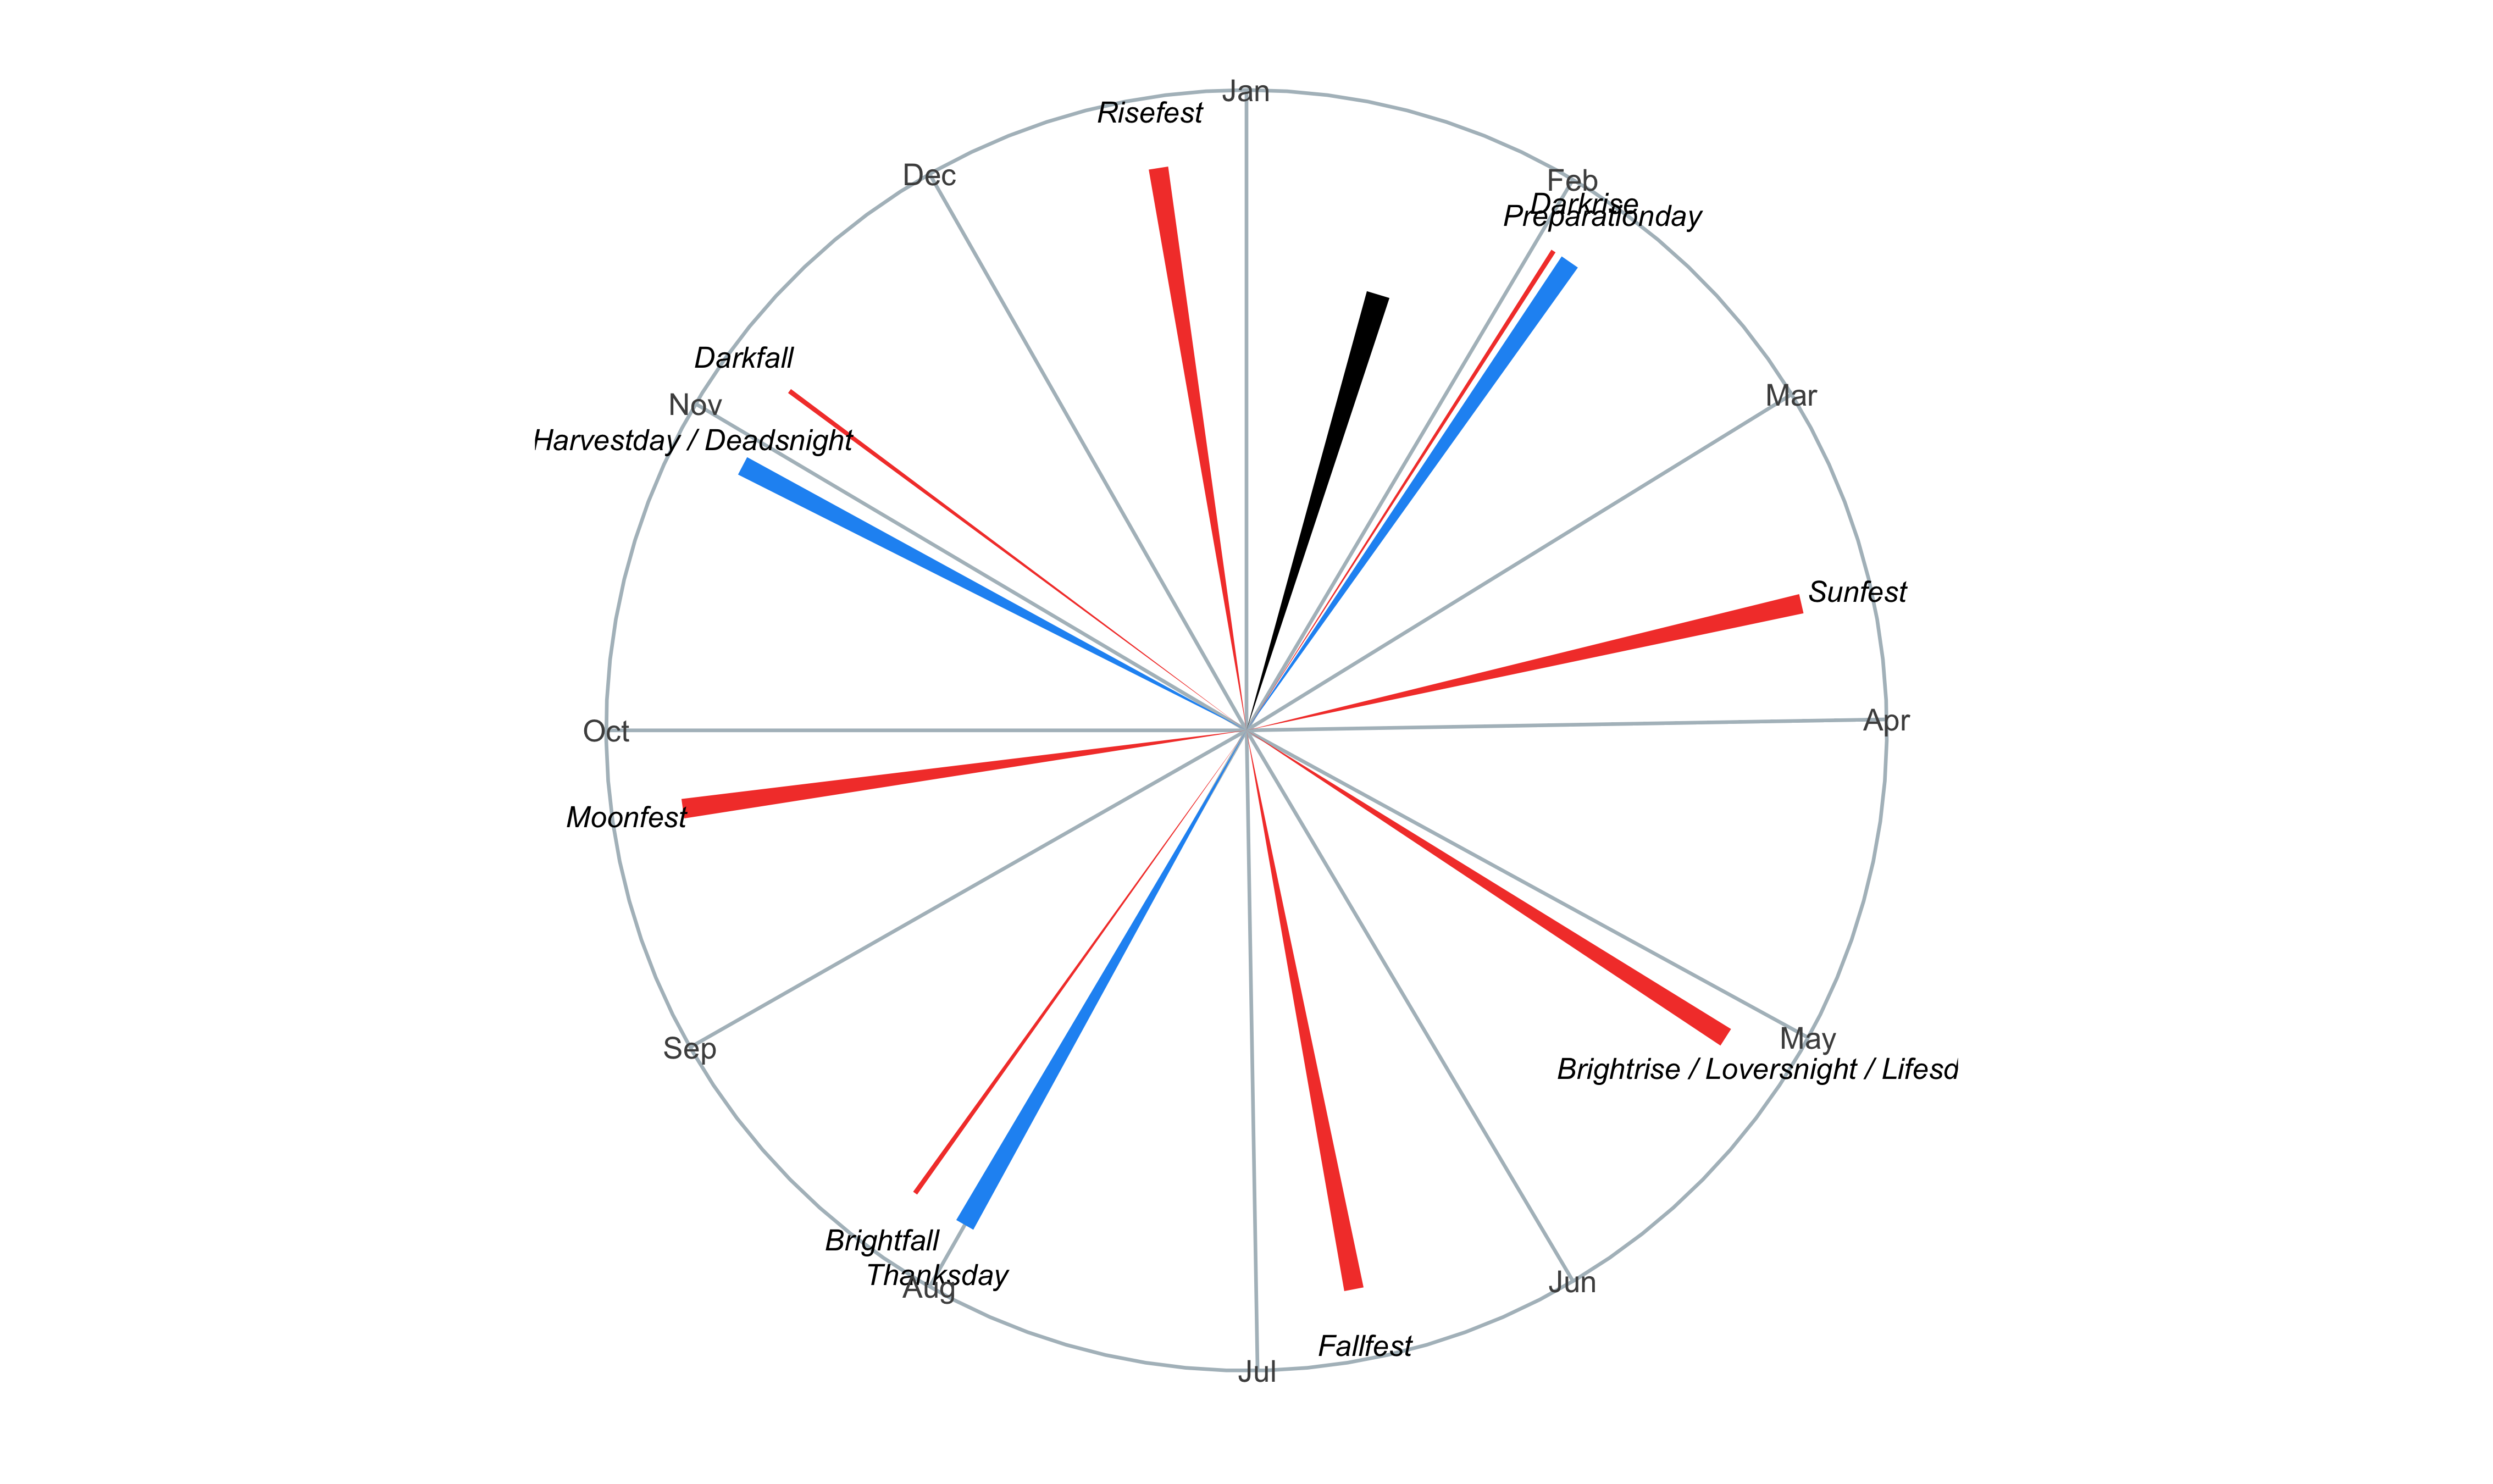 Jan
Risefest
Dec
Feb
Darkrise
Preparationday
Darkfall
Mar
Nov
Harvestday / Deadsnight
Sunfest
Apr
Oct
Moonfest
May
Sep
Brightrise / Loversnight / Lifesd
Brightfall
Thanksday
Aug
Jun
Fallfest
Jul